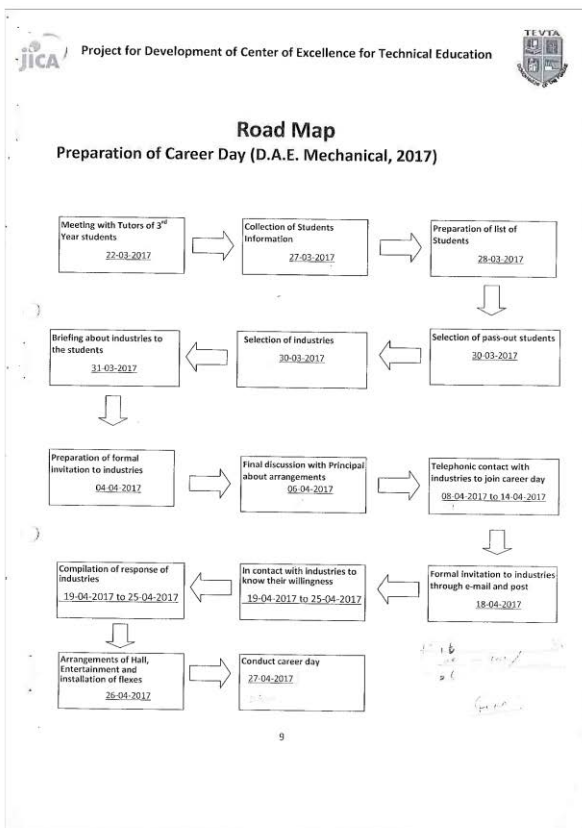 TEVTA
jICA
Project for Development of Center of Excellence for Technical Education
Road Map
Preparation of Career Day (D.A.E. Mechanical, 2017)
Meeting with Tutors of 3rd
Year students
22-03-2017
Collection of Students
Information
27-03-2017
Preparation of list of
Students
28-03-2017
Selection of pass-out students
30-03-2017
Selection of industries
30-03-2017
Briefing about industries to
the students
31-03-2017
Preparation of formal
invitation to industries
04-04-2017
Final discussion with Principal
about arrangements
06-04-2017
Telephonic contact with
industries to join career day
08-04-2017 to 14-04-2017
Formal invitation to industries
through e-mail and post
18-04-2017
In contact with industries to
know their willingness
19-04-2017 to 25-04-2017
Compilation of response of
industries
19-04-2017 to 25-04-2017
Arrangements of Hall,
Entertainment and
installation of flexes
26-04-2017
Conduct career day
27-04-2017
9